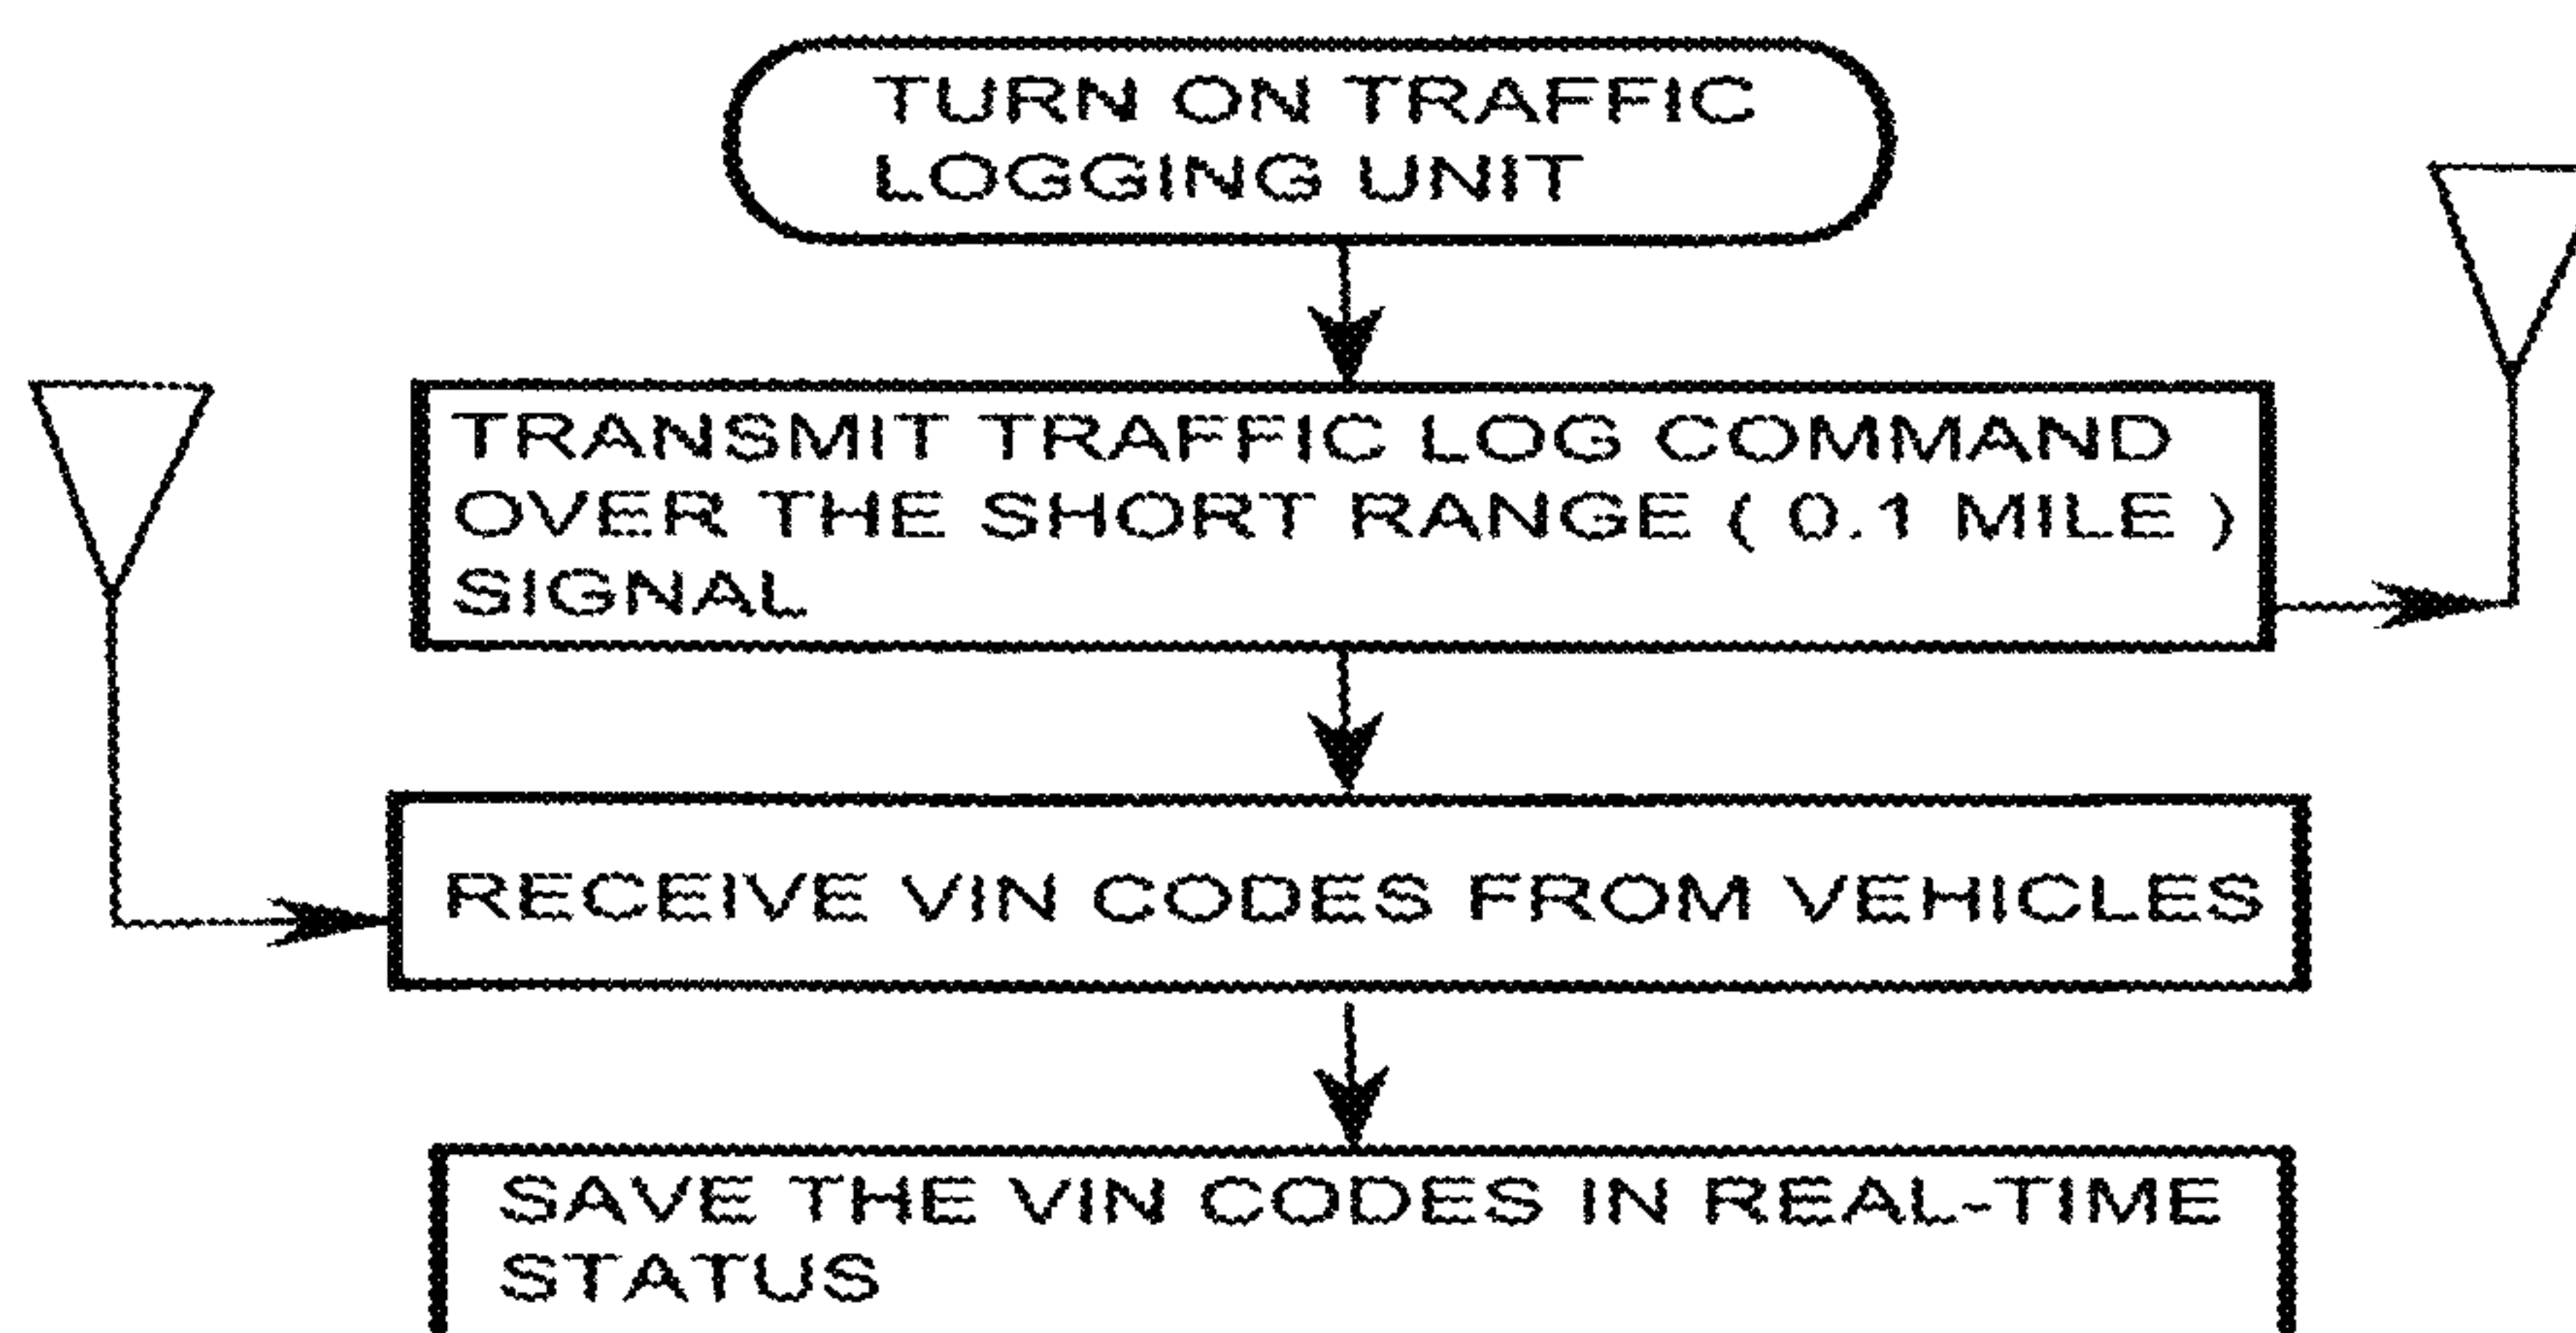 TURN ON TRAFFIC
LOGGING UNIT
TRANSMIT TRAFFIC LOG COMMAND
OVER THE SHORT RANGE ( 0.1 MILE )
SIGNAL
RECEIVE VIN CODES FROM VEHICLES
SAVE THE VIN CODES IN REAL-TIME
STATUS